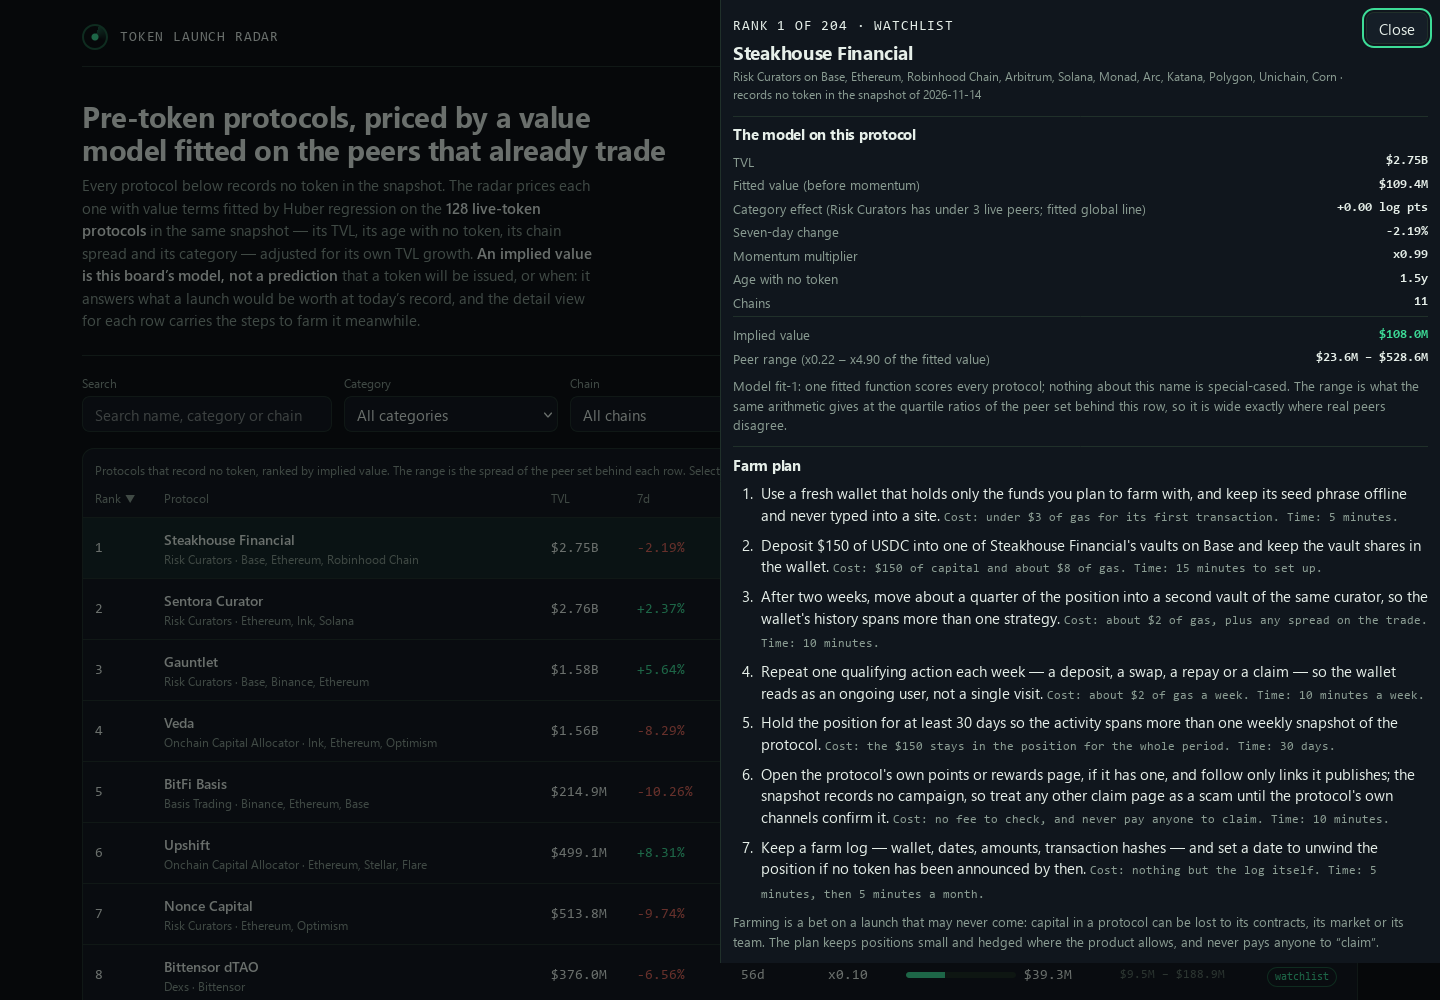 TOKEN LAUNCH RADAR
Pre-token protocols, priced by a value
model fitted on the peers that already trade
Every protocol below records no token in the snapshot. The radar prices each
one with value terms fitted by Huber regression on the 128 live-token
protocols in the same snapshot — its TVL, its age with no token, its chain
spread and its category — adjusted for its own TVL growth. An implied value
is this board's model, not a prediction that a token will be issued, or when: it
answers what a launch would be worth at today's record, and the detail view
for each row carries the steps to farm it meanwhile.
Search
Category
Chain
Search name, category or chain
All categories
All chains
Protocols that record no token, ranked by implied value. The range is the spread of the peer set behind each row. Select
Rank ▼ Protocol TVL 7d
1 Steakhouse Financial $2.75B -2.19%
Risk Curators · Base, Ethereum, Robinhood Chain
2 Sentora Curator $2.76B +2.37%
Risk Curators · Ethereum, Ink, Solana
3 Gauntlet $1.58B +5.64%
Risk Curators · Base, Binance, Ethereum
4 Veda $1.56B -8.29%
Onchain Capital Allocator · Ink, Ethereum, Optimism
5 BitFi Basis $214.9M -10.26%
Basis Trading · Binance, Ethereum, Base
6 Upshift $499.1M +8.31%
Onchain Capital Allocator · Ethereum, Stellar, Flare
7 Nonce Capital $513.8M -9.74%
Risk Curators · Ethereum, Optimism
8 Bittensor dTAO $376.0M -6.56% 56d x0.10 $39.3M $9.5M – $188.9M watchlist
Dexs · Bittensor
RANK 1 OF 204 · WATCHLIST
Close
Steakhouse Financial
Risk Curators on Base, Ethereum, Robinhood Chain, Arbitrum, Solana, Monad, Arc, Katana, Polygon, Unichain, Corn ·
records no token in the snapshot of 2026-11-14
The model on this protocol
TVL $2.75B
Fitted value (before momentum) $109.4M
Category effect (Risk Curators has under 3 live peers; fitted global line) +0.00 log pts
Seven-day change -2.19%
Momentum multiplier x0.99
Age with no token 1.5y
Chains 11
Implied value $108.0M
Peer range (x0.22 – x4.90 of the fitted value) $23.6M – $528.6M
Model fit-1: one fitted function scores every protocol; nothing about this name is special-cased. The range is what the
same arithmetic gives at the quartile ratios of the peer set behind this row, so it is wide exactly where real peers
disagree.
Farm plan
1. Use a fresh wallet that holds only the funds you plan to farm with, and keep its seed phrase offline
and never typed into a site. Cost: under $3 of gas for its first transaction. Time: 5 minutes.
2. Deposit $150 of USDC into one of Steakhouse Financial's vaults on Base and keep the vault shares in
the wallet. Cost: $150 of capital and about $8 of gas. Time: 15 minutes to set up.
3. After two weeks, move about a quarter of the position into a second vault of the same curator, so the
wallet's history spans more than one strategy. Cost: about $2 of gas, plus any spread on the trade.
Time: 10 minutes.
4. Repeat one qualifying action each week — a deposit, a swap, a repay or a claim — so the wallet
reads as an ongoing user, not a single visit. Cost: about $2 of gas a week. Time: 10 minutes a week.
5. Hold the position for at least 30 days so the activity spans more than one weekly snapshot of the
protocol. Cost: the $150 stays in the position for the whole period. Time: 30 days.
6. Open the protocol's own points or rewards page, if it has one, and follow only links it publishes; the
snapshot records no campaign, so treat any other claim page as a scam until the protocol's own
channels confirm it. Cost: no fee to check, and never pay anyone to claim. Time: 10 minutes.
7. Keep a farm log — wallet, dates, amounts, transaction hashes — and set a date to unwind the
position if no token has been announced by then. Cost: nothing but the log itself. Time: 5
minutes, then 5 minutes a month.
Farming is a bet on a launch that may never come: capital in a protocol can be lost to its contracts, its market or its
team. The plan keeps positions small and hedged where the product allows, and never pays anyone to "claim".